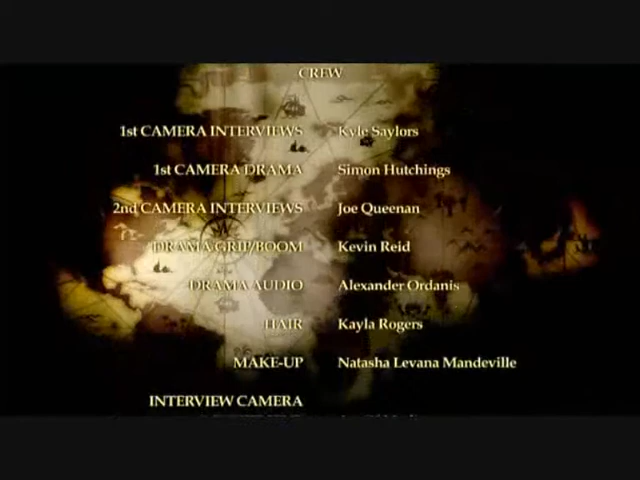 CREW
1st CAMERA INTERVIEWS Kyle Saylors
1st CAMERA DRAMA Simon Hutchings
2nd CAMERA INTERVIEWS Joe Queenan
DRAMA GRIP/BOOM Kevin Reid
DRAMA AUDIO Alexander Ordanis
HAIR Kayla Rogers
MAKE-UP Natasha Levana Mandeville
INTERVIEW CAMERA